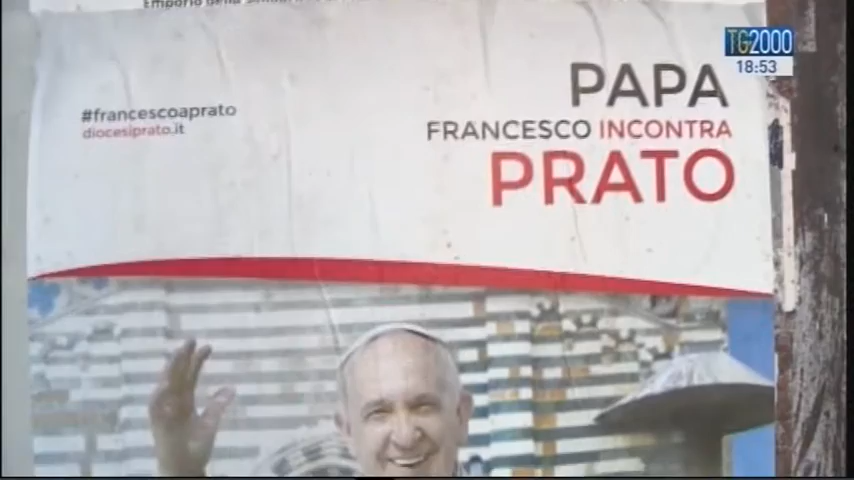 TG2000
18:53
#francescoaprato
diocesiprato.it
PAPA
FRANCESCO INCONTRA
PRATO